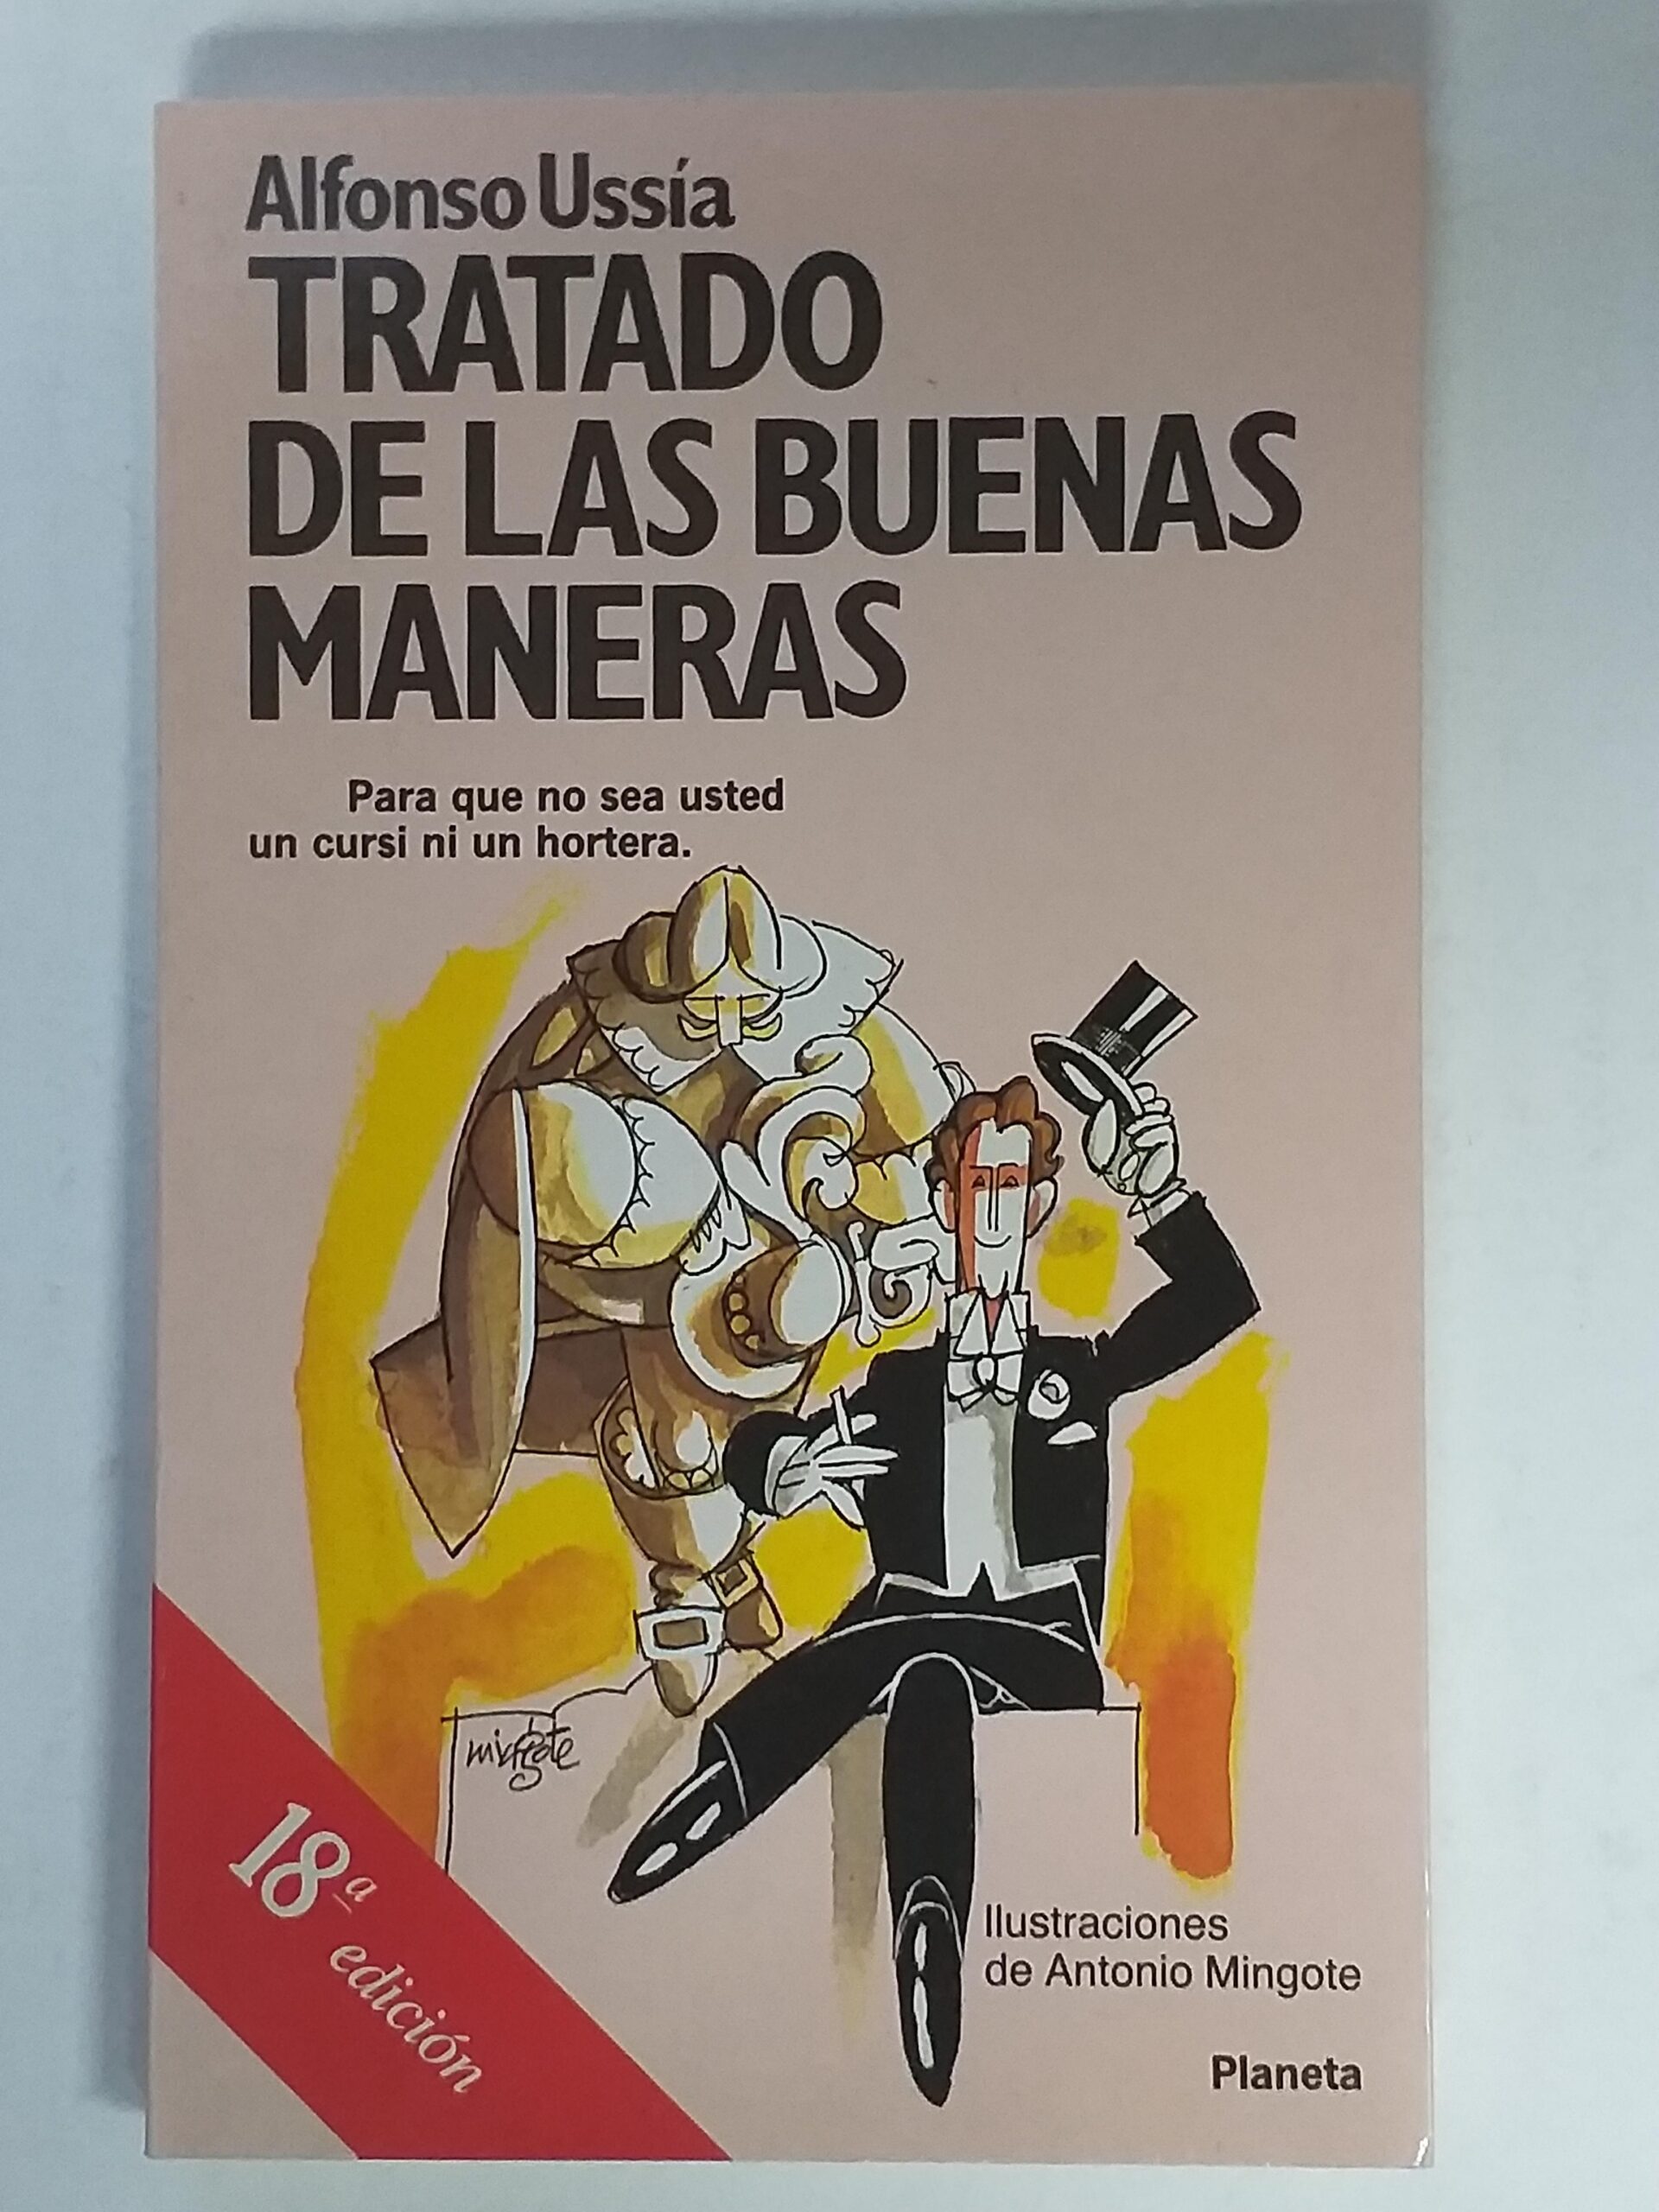 Alfonso Ussía
TRATADO
DE LAS BUENAS
MANERAS
Para que no sea usted
un cursi ni un hortera.
mingote
18ª edición
Ilustraciones
de Antonio Mingote
Planeta